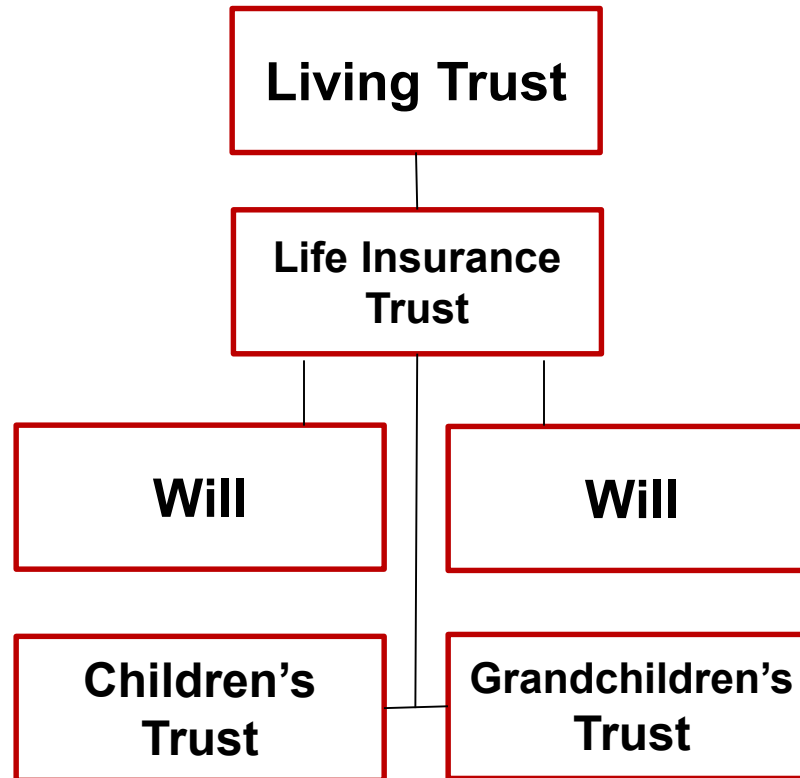 Living Trust
Life Insurance
Trust
Will
Will
Children’s
Trust
Grandchildren’s
Trust